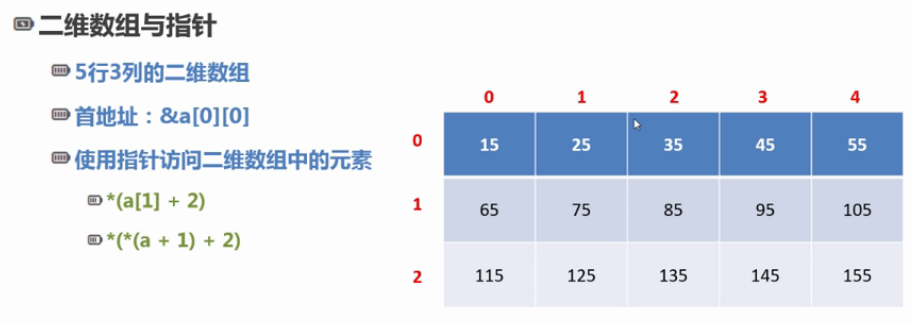 二维数组与指针
5行3列的二维数组
首地址：&a[0][0]
使用指针访问二维数组中的元素
*(a[1] + 2)
*(*(a + 1) + 2)
0 1 2 3 4
0 15 25 35 45 55
1 65 75 85 95 105
2 115 125 135 145 155